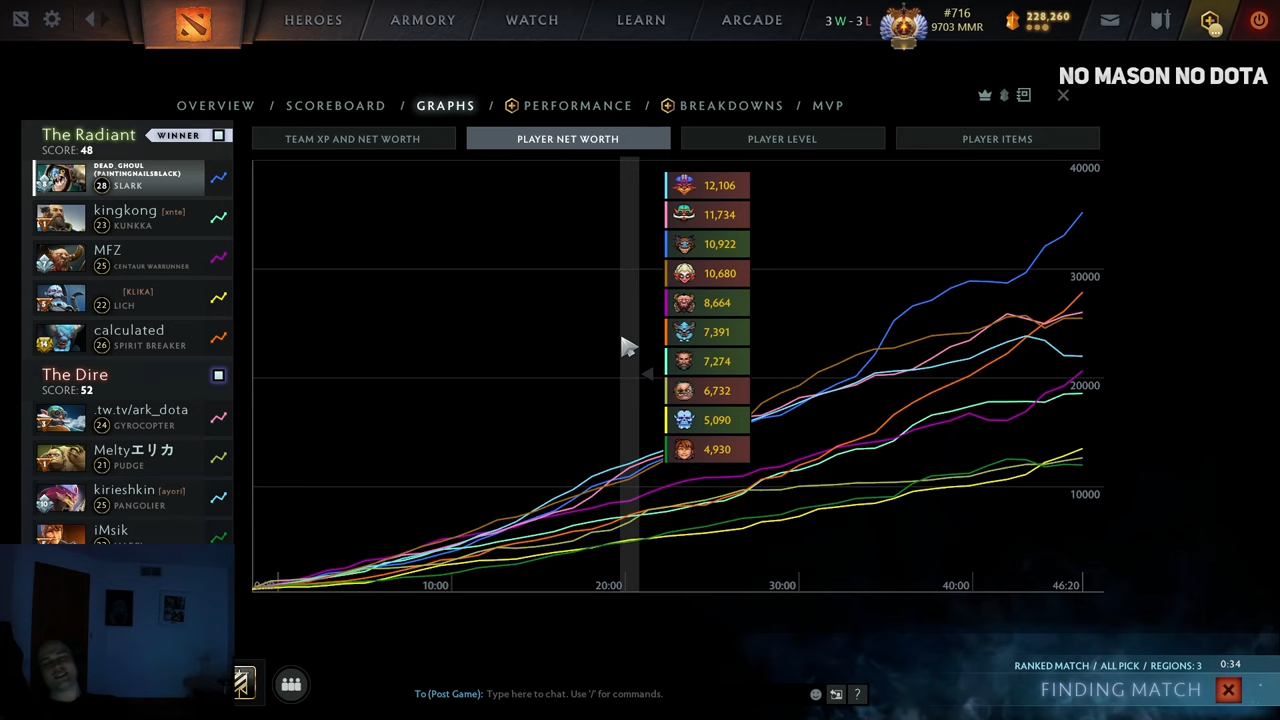 HEROES
ARMORY
WATCH
LEARN
ARCADE
3 W - 3 L
#716
9703 MMR
228,260
NO MASON NO DOTA
OVERVIEW / SCOREBOARD / GRAPHS / PERFORMANCE / BREAKDOWNS / MVP
The Radiant
WINNER
SCORE: 48
TEAM XP AND NET WORTH
PLAYER NET WORTH
PLAYER LEVEL
PLAYER ITEMS
DEAD_GHOUL
(PAINTINGNAILSBLACK)
28 SLARK
kingkong [xnte]
23 KUNKKA
MFZ
25 CENTAUR WARRUNNER
[KLIKA]
22 LICH
calculated
26 SPIRIT BREAKER
The Dire
SCORE: 52
.tw.tv/ark_dota
24 GYROCOPTER
Meltyエリカ
21 PUDGE
kirieshkin [ayori]
25 PANGOLIER
iMsik
12,106
11,734
10,922
10,680
8,664
7,391
7,274
6,732
5,090
4,930
40000
30000
20000
10000
10:00
20:00
30:00
40:00
46:20
To (Post Game): Type here to chat. Use '/' for commands.
?
RANKED MATCH / ALL PICK / REGIONS: 3
0:34
FINDING MATCH